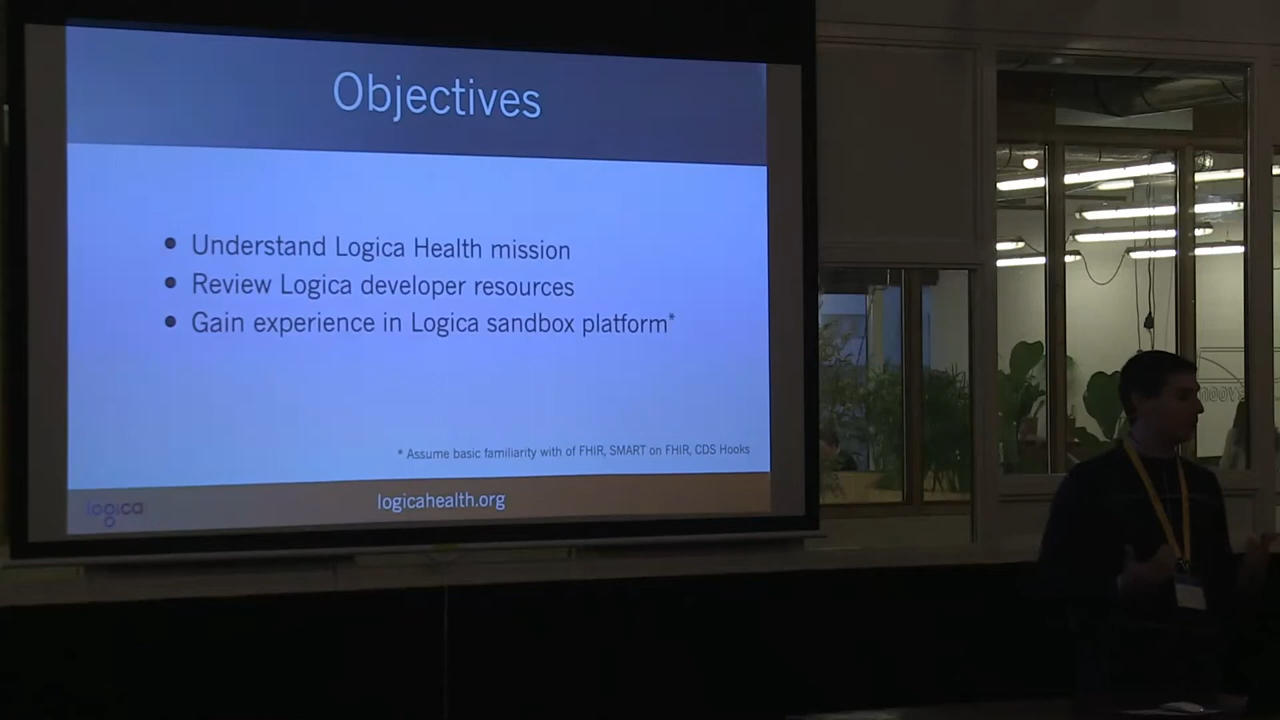 Objectives
• Understand Logica Health mission
• Review Logica developer resources
• Gain experience in Logica sandbox platform*
* Assume basic familiarity with of FHIR, SMART on FHIR, CDS Hooks
logica
logicahealth.org